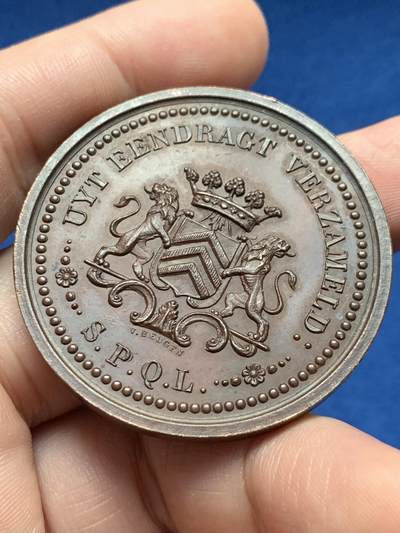 UYT EENDRAGT VERZAMELD.
S.P.Q.L.